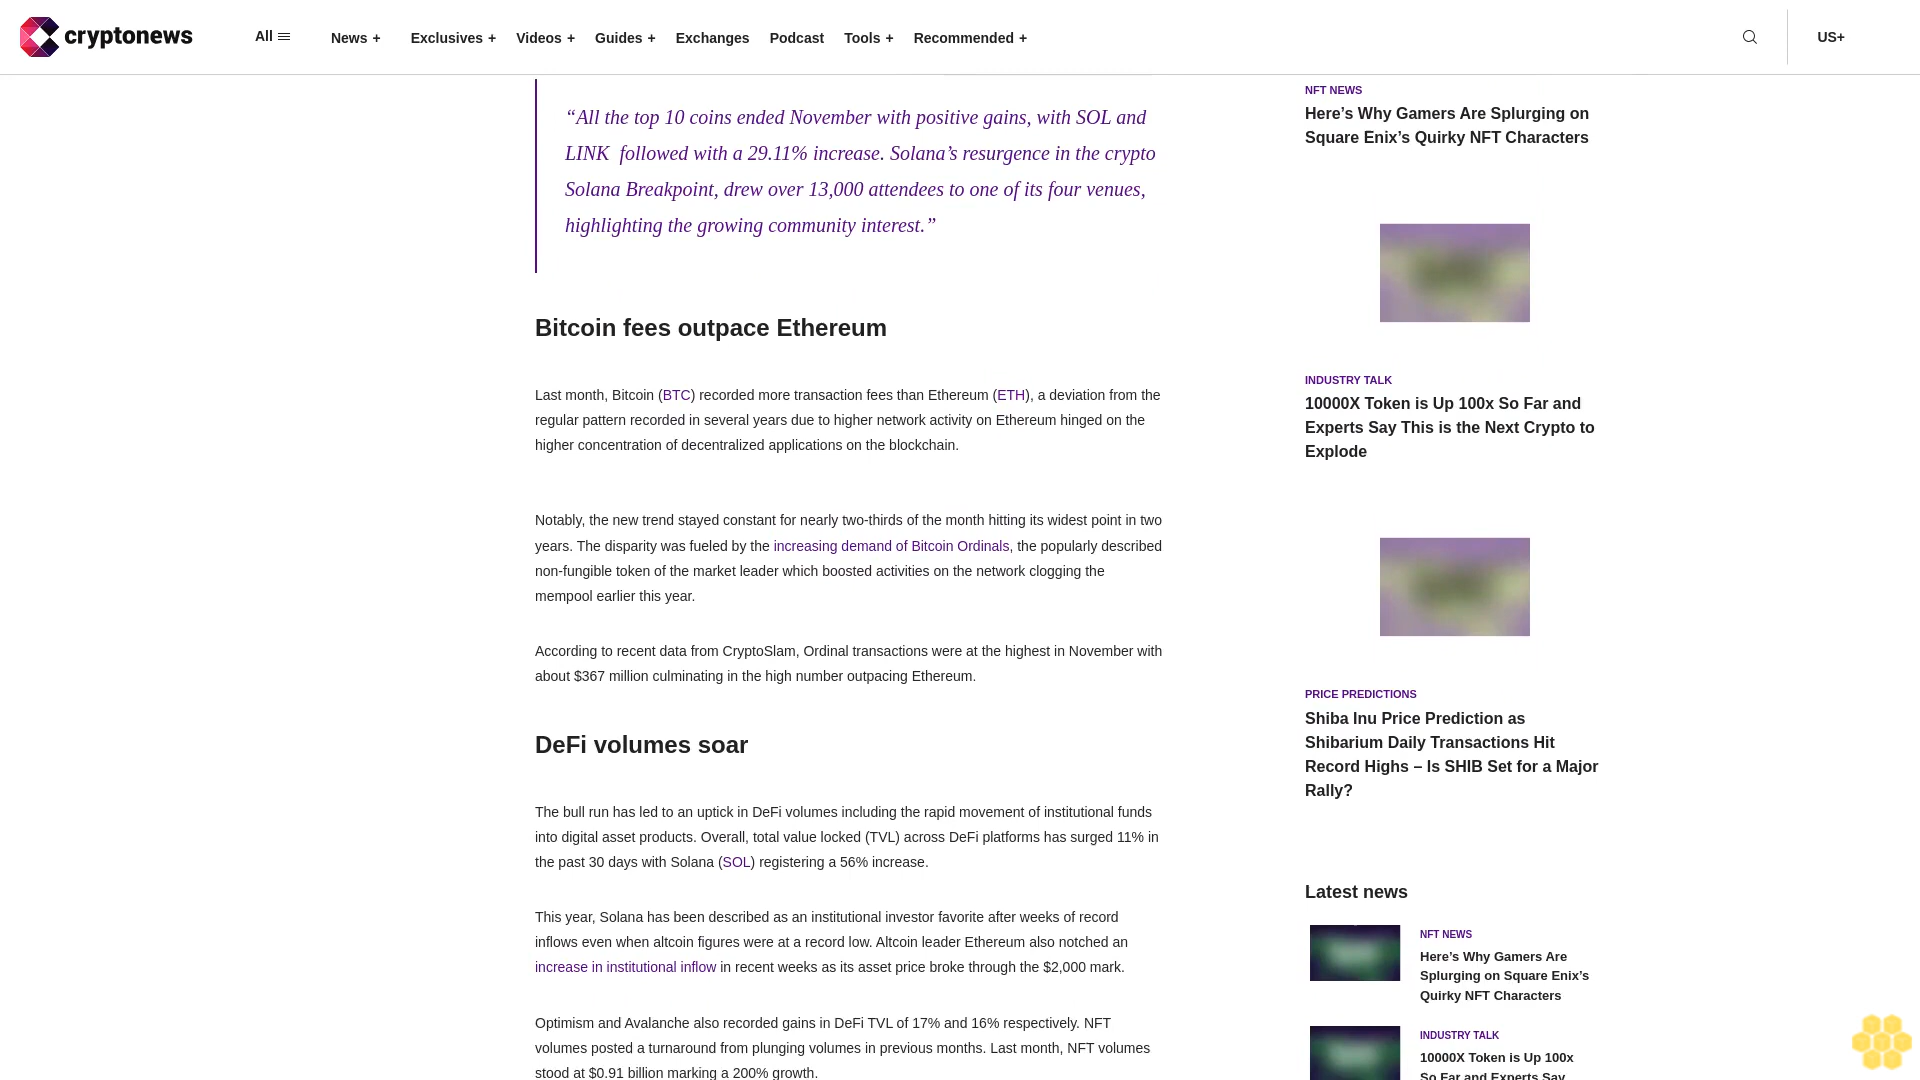 cryptonews
All
News +
Exclusives +
Videos +
Guides +
Exchanges
Podcast
Tools +
Recommended +
US+
“All the top 10 coins ended November with positive gains, with SOL and
LINK followed with a 29.11% increase. Solana’s resurgence in the crypto
Solana Breakpoint, drew over 13,000 attendees to one of its four venues,
highlighting the growing community interest.”
Bitcoin fees outpace Ethereum
Last month, Bitcoin (BTC) recorded more transaction fees than Ethereum (ETH), a deviation from the
regular pattern recorded in several years due to higher network activity on Ethereum hinged on the
higher concentration of decentralized applications on the blockchain.
Notably, the new trend stayed constant for nearly two-thirds of the month hitting its widest point in two
years. The disparity was fueled by the increasing demand of Bitcoin Ordinals, the popularly described
non-fungible token of the market leader which boosted activities on the network clogging the
mempool earlier this year.
According to recent data from CryptoSlam, Ordinal transactions were at the highest in November with
about $367 million culminating in the high number outpacing Ethereum.
DeFi volumes soar
The bull run has led to an uptick in DeFi volumes including the rapid movement of institutional funds
into digital asset products. Overall, total value locked (TVL) across DeFi platforms has surged 11% in
the past 30 days with Solana (SOL) registering a 56% increase.
This year, Solana has been described as an institutional investor favorite after weeks of record
inflows even when altcoin figures were at a record low. Altcoin leader Ethereum also notched an
increase in institutional inflow in recent weeks as its asset price broke through the $2,000 mark.
Optimism and Avalanche also recorded gains in DeFi TVL of 17% and 16% respectively. NFT
volumes posted a turnaround from plunging volumes in previous months. Last month, NFT volumes
stood at $0.91 billion marking a 200% growth.
NFT NEWS
Here’s Why Gamers Are Splurging on
Square Enix’s Quirky NFT Characters
INDUSTRY TALK
10000X Token is Up 100x So Far and
Experts Say This is the Next Crypto to
Explode
PRICE PREDICTIONS
Shiba Inu Price Prediction as
Shibarium Daily Transactions Hit
Record Highs – Is SHIB Set for a Major
Rally?
Latest news
NFT NEWS
Here’s Why Gamers Are
Splurging on Square Enix’s
Quirky NFT Characters
INDUSTRY TALK
10000X Token is Up 100x
So Far and Experts Say